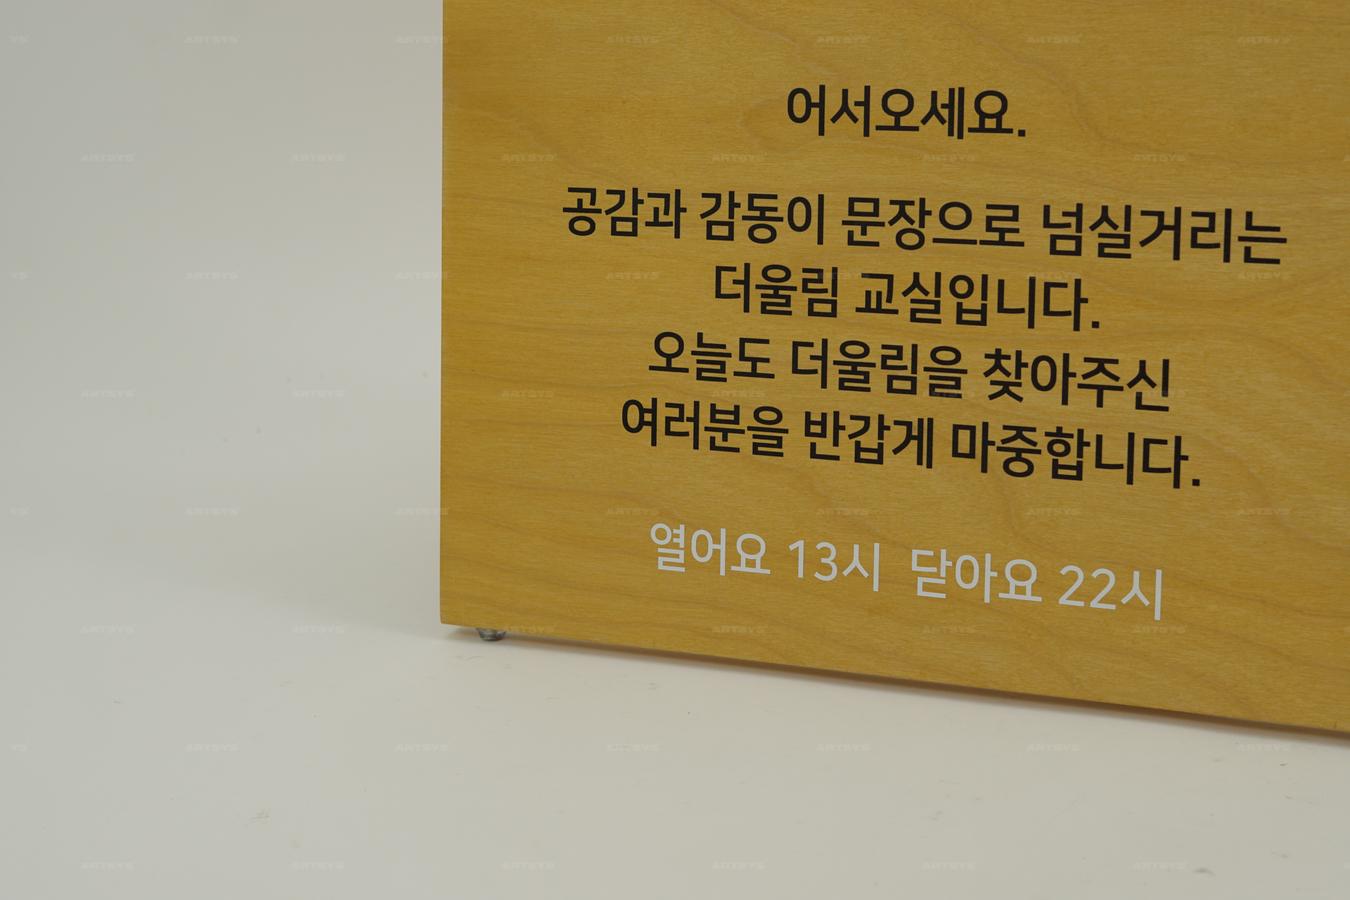 어서오세요.
공감과 감동이 문장으로 넘실거리는
더울림 교실입니다.
오늘도 더울림을 찾아주신
여러분을 반갑게 마중합니다.
열어요 13시 닫아요 22시
ARTSYS